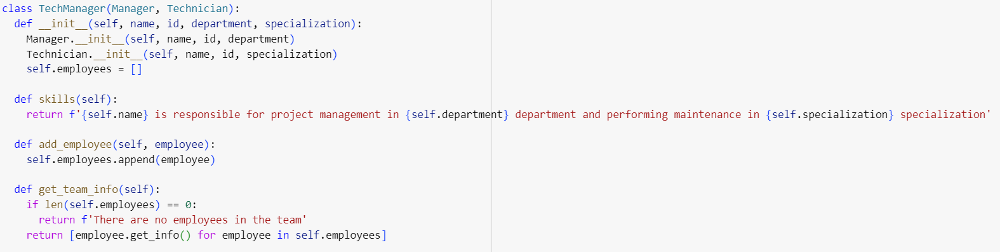 class TechManager(Manager, Technician):
  def __init__(self, name, id, department, specialization):
    Manager.__init__(self, name, id, department)
    Technician.__init__(self, name, id, specialization)
    self.employees = []

  def skills(self):
    return f'{self.name} is responsible for project management in {self.department} department and performing maintenance in {self.specialization} specialization'

  def add_employee(self, employee):
    self.employees.append(employee)

  def get_team_info(self):
    if len(self.employees) == 0:
      return f'There are no employees in the team'
    return [employee.get_info() for employee in self.employees]